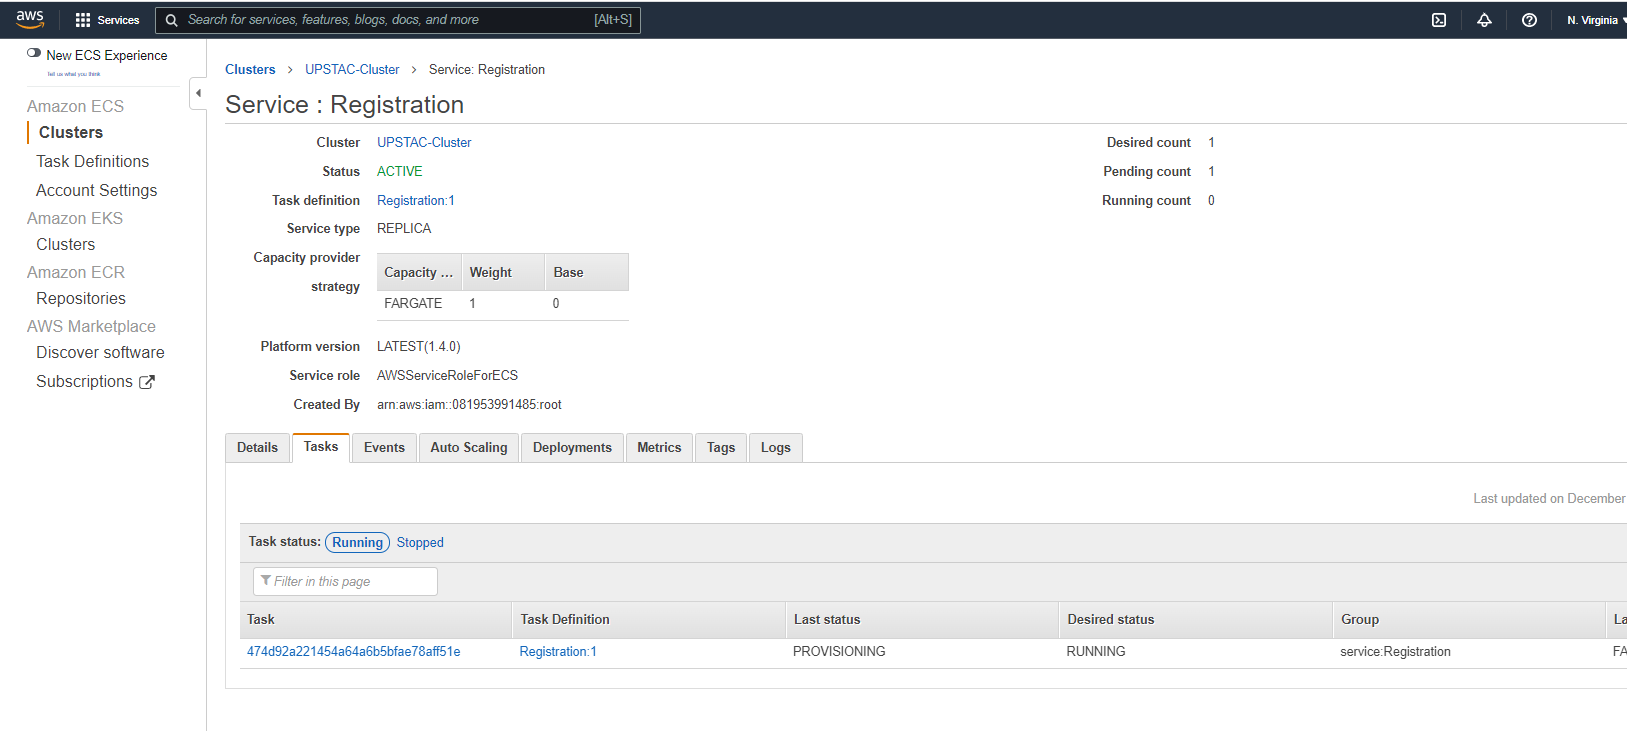 aws Services Search for services, features, blogs, docs, and more [Alt+S] N. Virginia
New ECS Experience
Tell us what you think
Amazon ECS
Clusters
Task Definitions
Account Settings
Amazon EKS
Clusters
Amazon ECR
Repositories
AWS Marketplace
Discover software
Subscriptions
Clusters > UPSTAC-Cluster > Service: Registration
Service : Registration
Cluster UPSTAC-Cluster
Status ACTIVE
Task definition Registration:1
Service type REPLICA
Capacity provider strategy
Capacity ... Weight Base
FARGATE 1 0
Platform version LATEST(1.4.0)
Service role AWSServiceRoleForECS
Created By arn:aws:iam::081953991485:root
Desired count 1
Pending count 1
Running count 0
Details Tasks Events Auto Scaling Deployments Metrics Tags Logs
Last updated on December
Task status: Running Stopped
Filter in this page
Task Task Definition Last status Desired status Group La
474d92a221454a64a6b5bfae78aff51e Registration:1 PROVISIONING RUNNING service:Registration FA